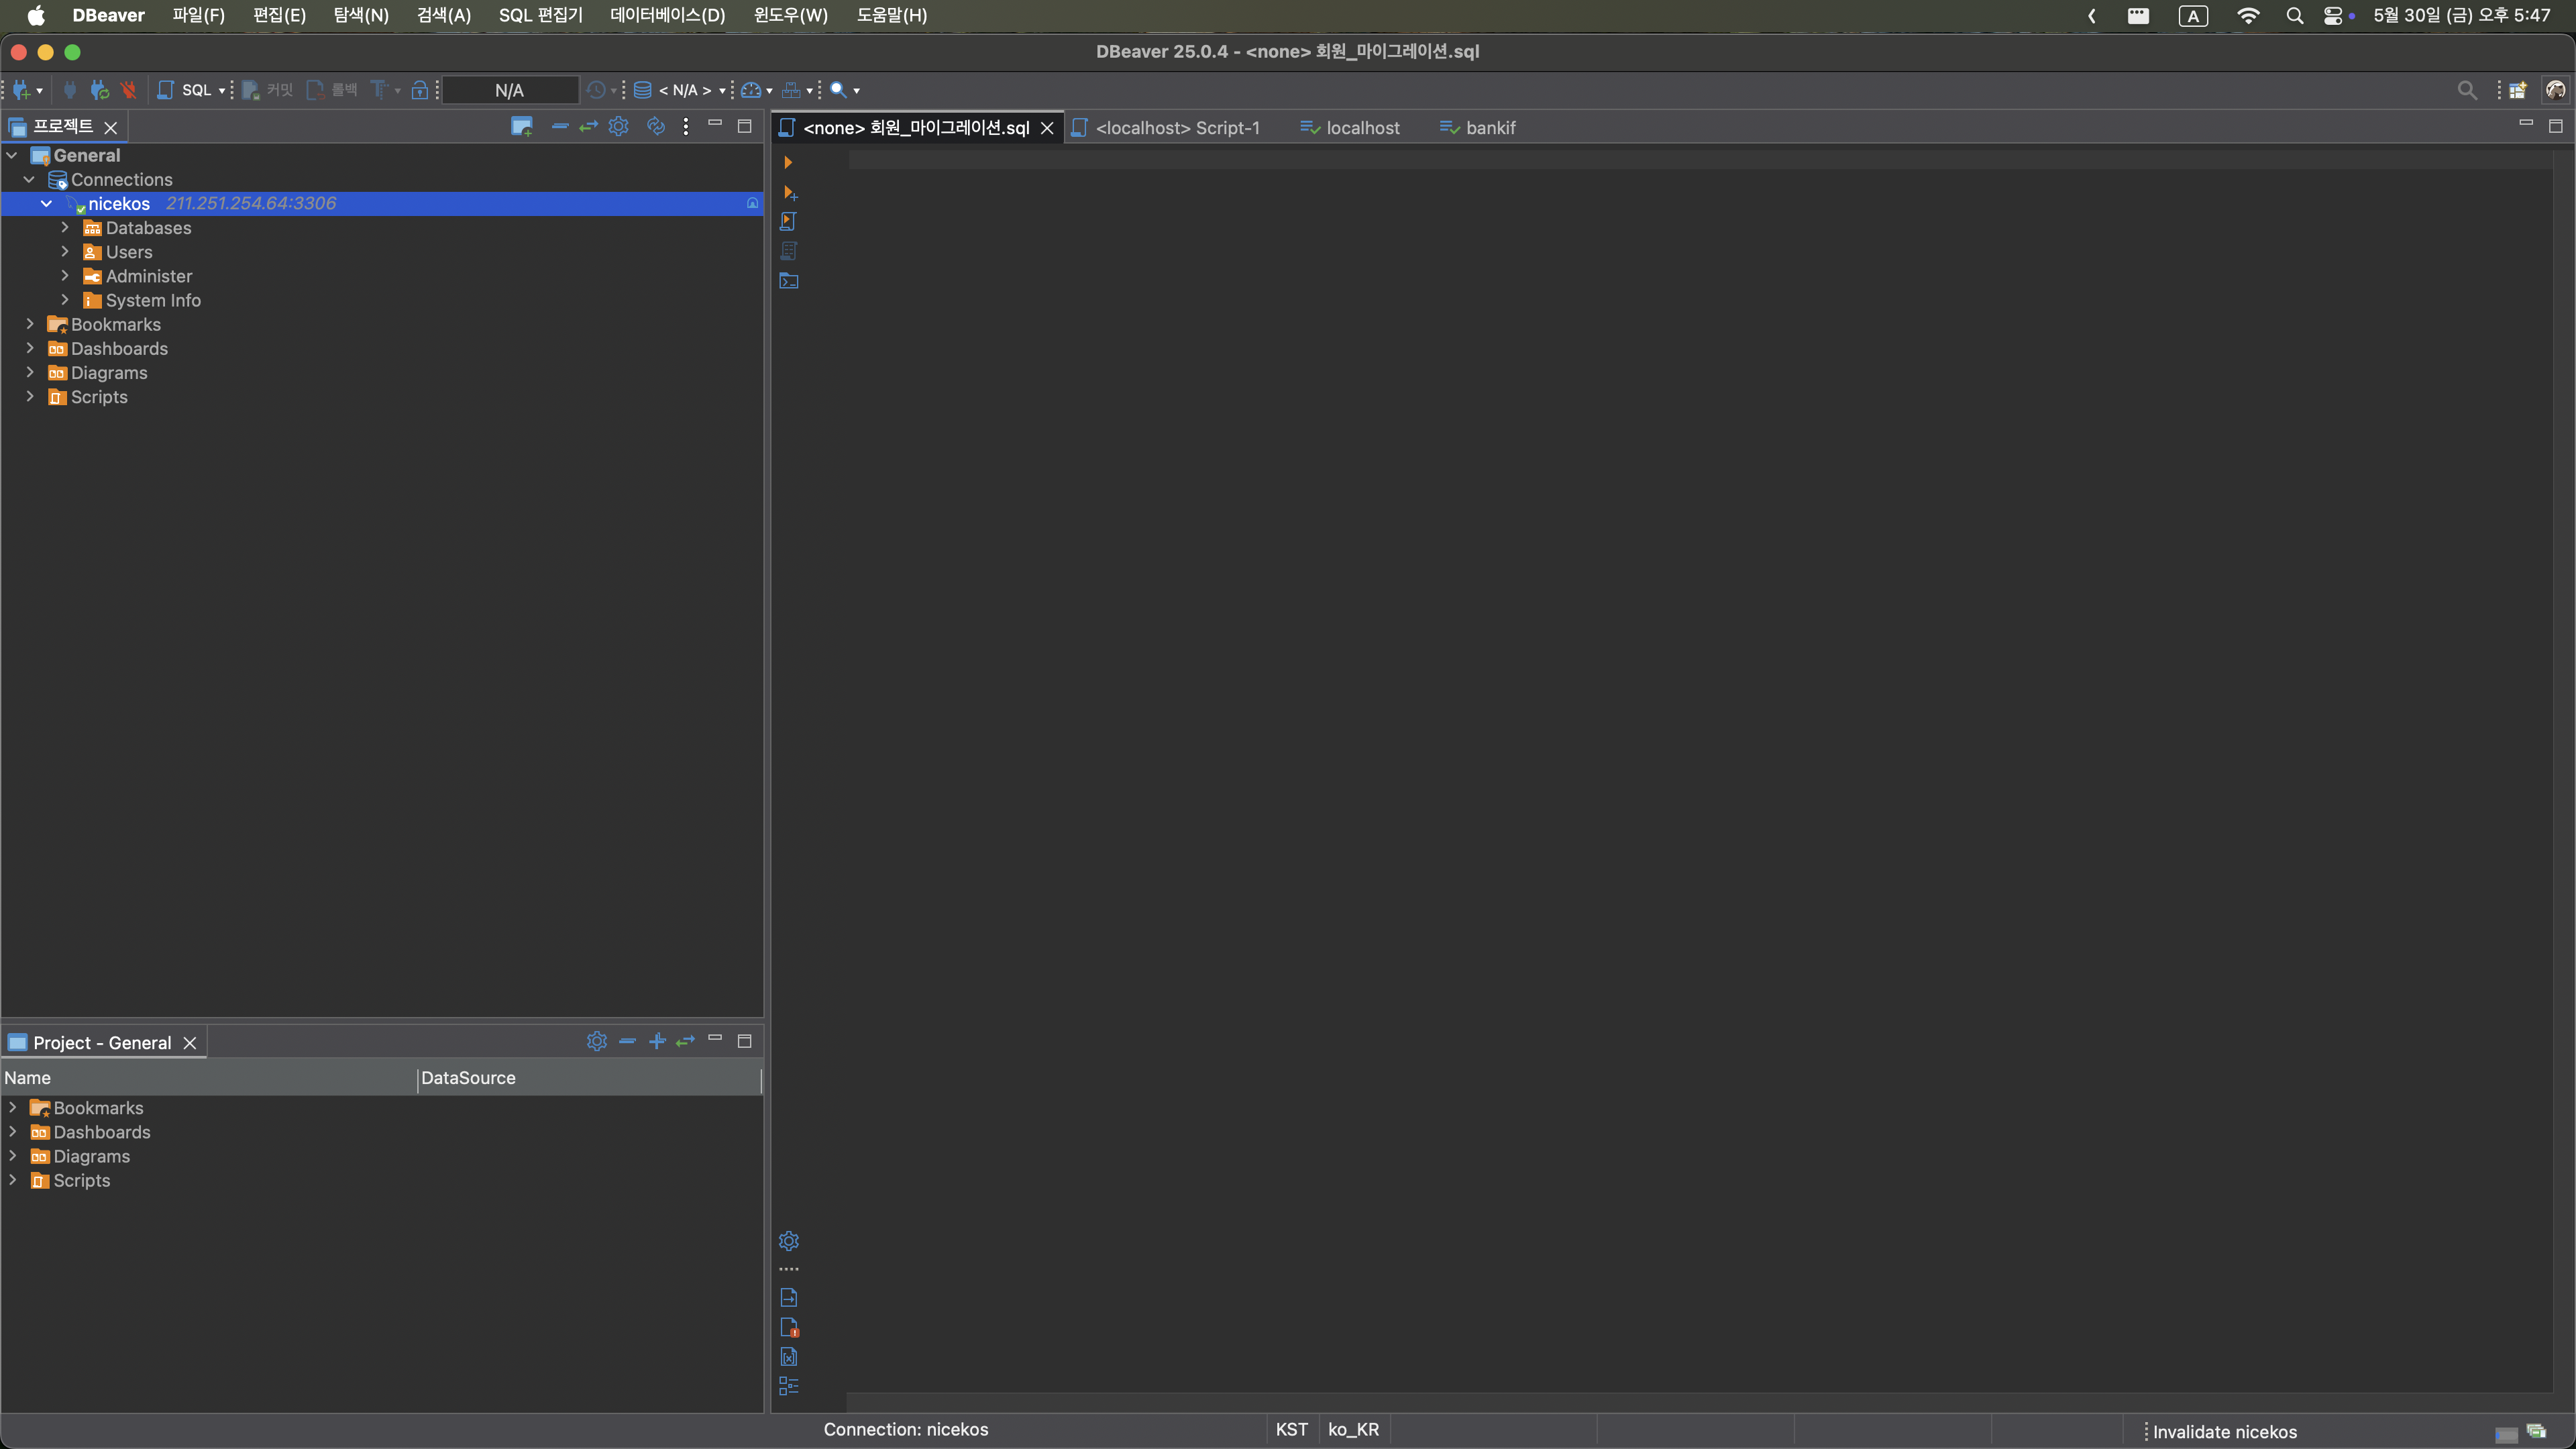 DBeaver 파일(F) 편집(E) 탐색(N) 검색(A) SQL 편집기 데이터베이스(D) 윈도우(W) 도움말(H) A 5월 30일 (금) 오후 5:47
DBeaver 25.0.4 - <none> 회원_마이그레이션.sql
SQL 커밋 롤백 N/A < N/A >
프로젝트
<none> 회원_마이그레이션.sql <localhost> Script-1 localhost bankif
General
Connections
nicekos 211.251.254.64:3306
Databases
Users
Administer
System Info
Bookmarks
Dashboards
Diagrams
Scripts
Project - General
Name DataSource
Bookmarks
Dashboards
Diagrams
Scripts
Connection: nicekos KST ko_KR Invalidate nicekos